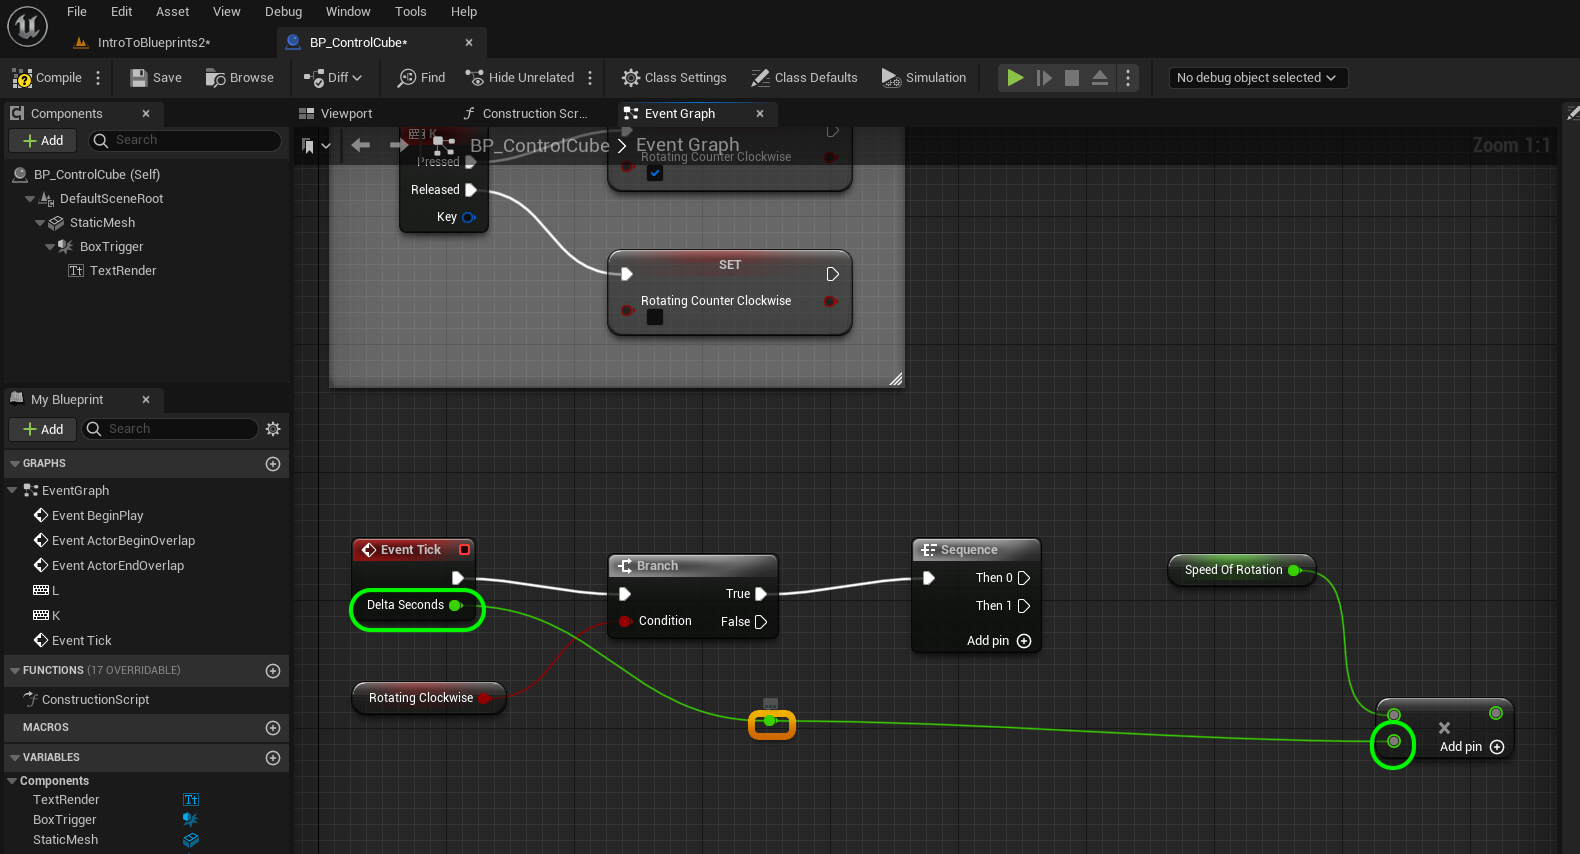 File Edit Asset View Debug Window Tools Help
IntroToBlueprints2*
BP_ControlCube*
Compile
Save
Browse
Diff
Find
Hide Unrelated
Class Settings
Class Defaults
Simulation
No debug object selected
Components
Add
Search
BP_ControlCube (Self)
DefaultSceneRoot
StaticMesh
BoxTrigger
Tt TextRender
My Blueprint
Add
Search
GRAPHS
EventGraph
Event BeginPlay
Event ActorBeginOverlap
Event ActorEndOverlap
L
K
Event Tick
FUNCTIONS (17 OVERRIDABLE)
ConstructionScript
MACROS
VARIABLES
Components
TextRender Tt
BoxTrigger
StaticMesh
Viewport
Construction Scr...
Event Graph
BP_ControlCube > Event Graph
Zoom 1:1
K
Pressed
Released
Key
Rotating Counter Clockwise
SET
Rotating Counter Clockwise
Event Tick
Delta Seconds
Rotating Clockwise
Branch
True
Condition
False
Sequence
Then 0
Then 1
Add pin
Speed Of Rotation
Add pin